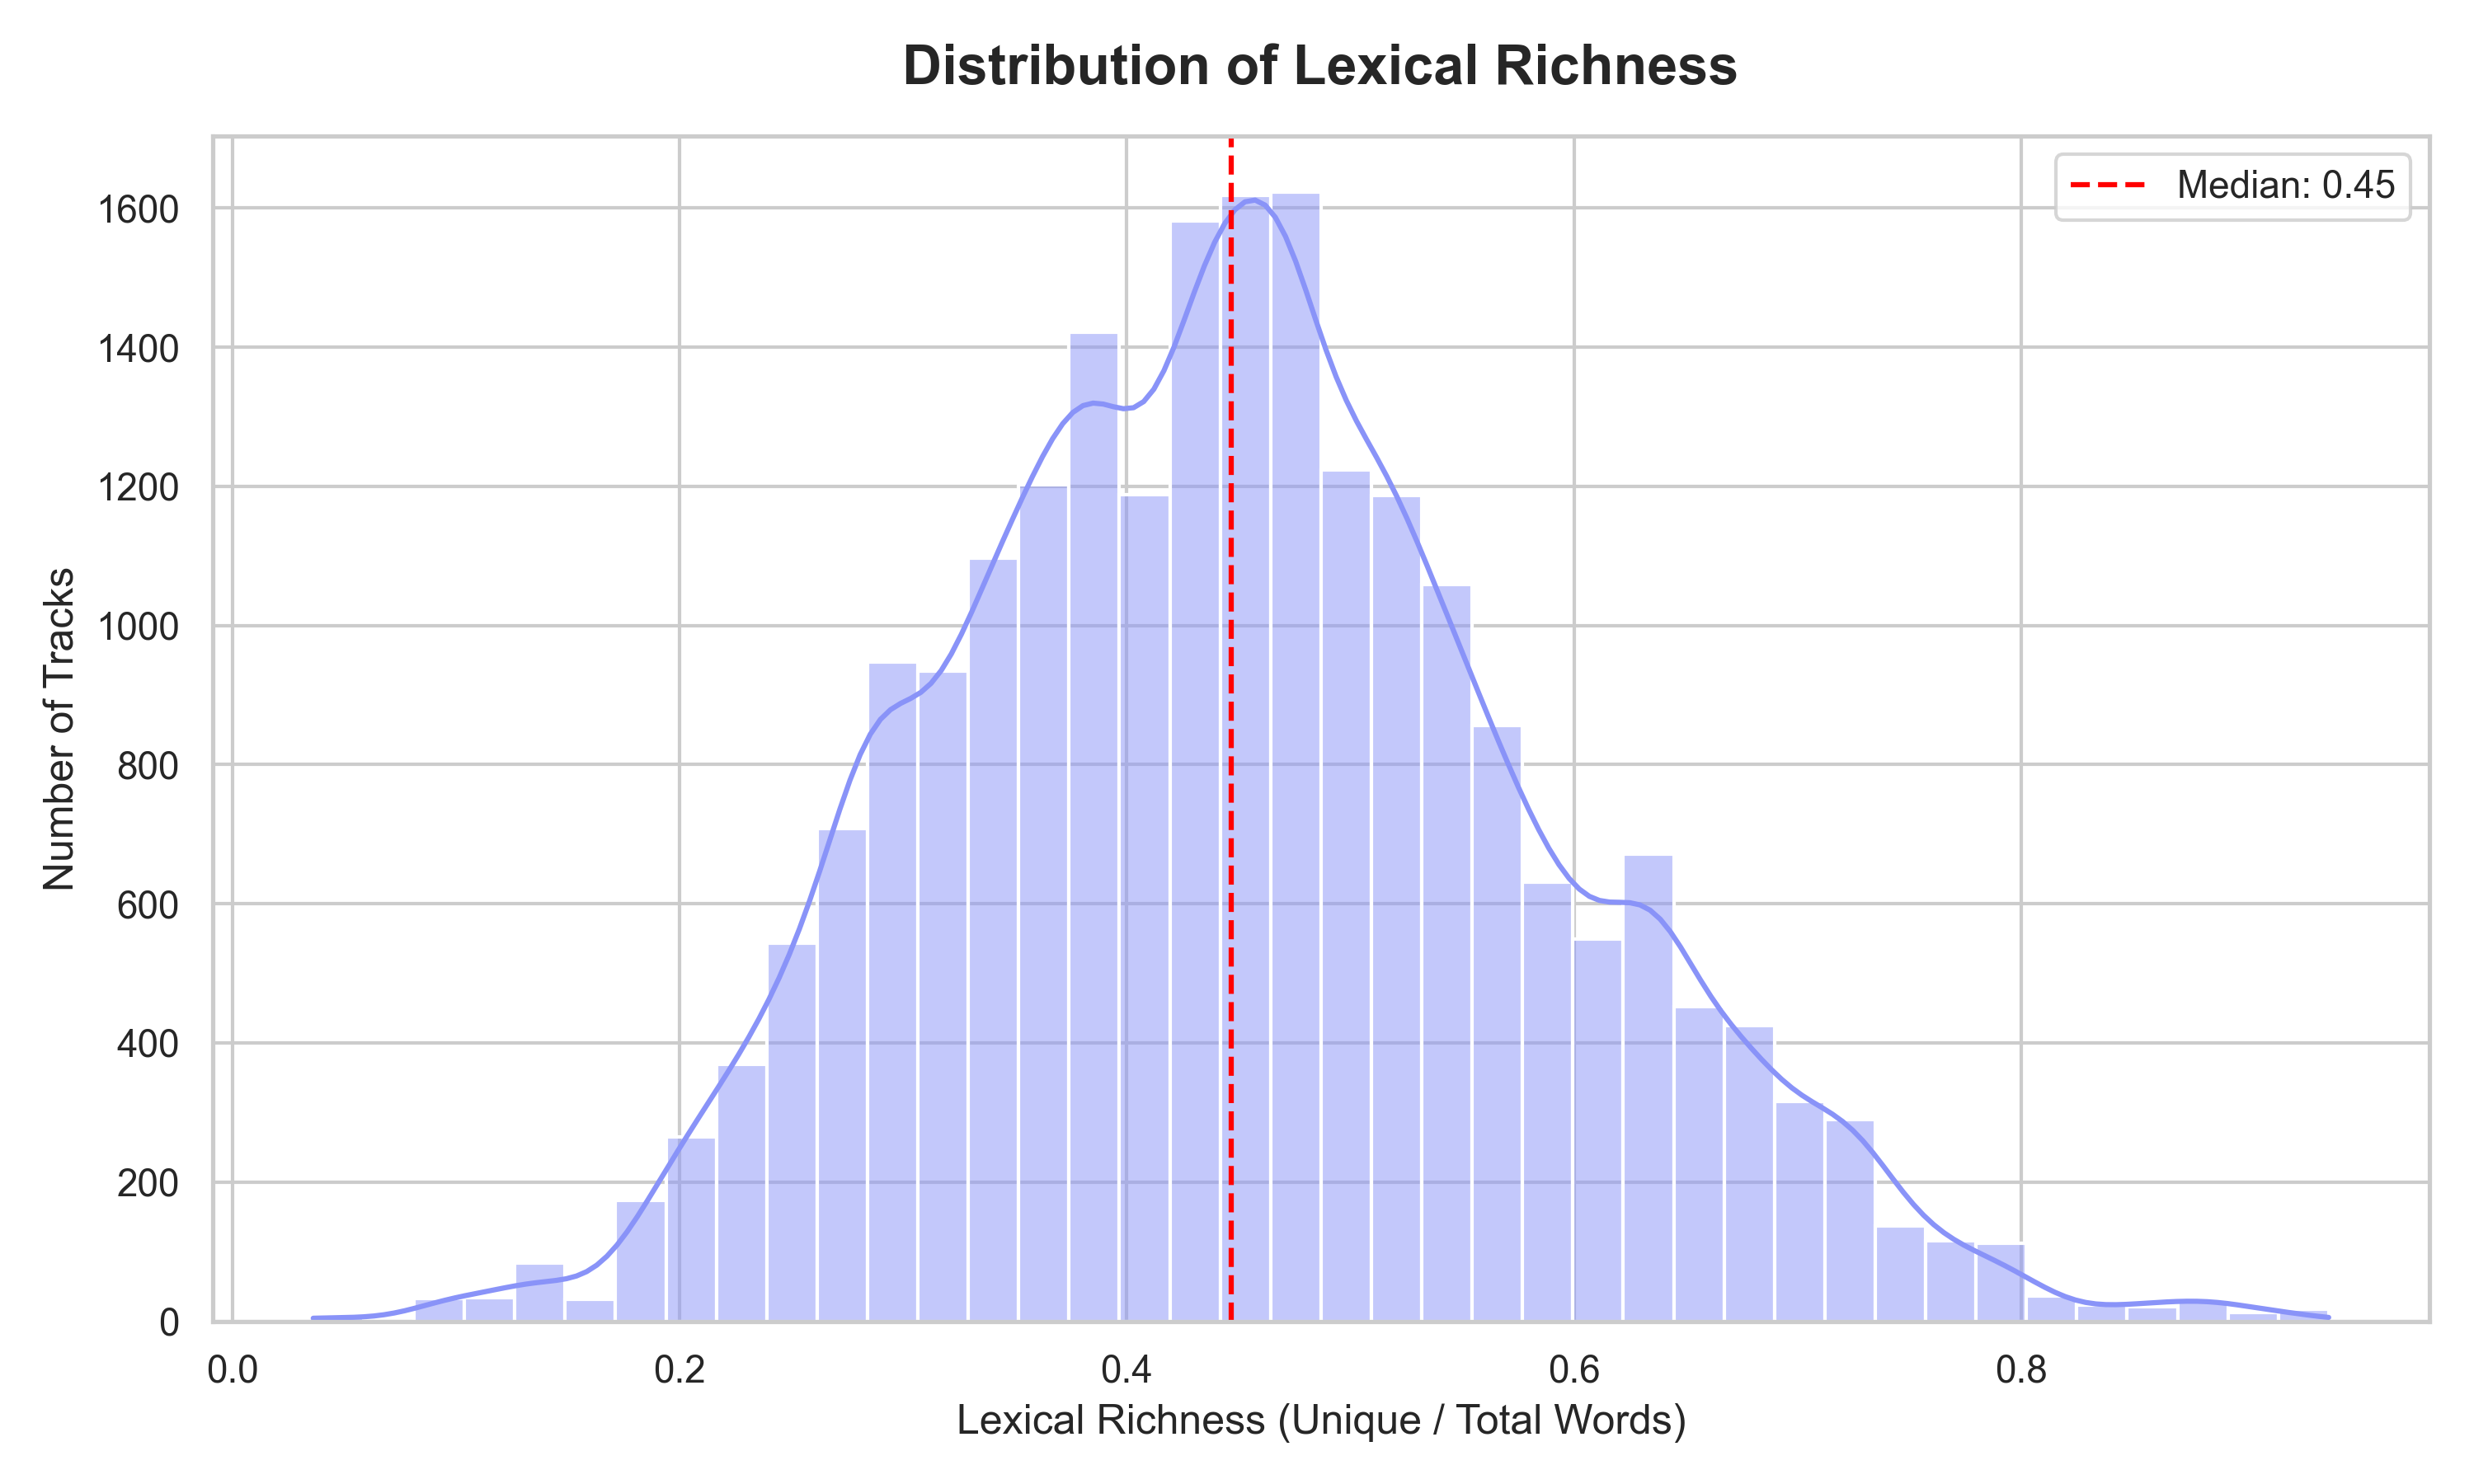 Distribution of Lexical Richness
Median: 0.45
1600
1400
1200
1000
800
600
400
200
0
Number of Tracks
0.0 0.2 0.4 0.6 0.8
Lexical Richness (Unique / Total Words)